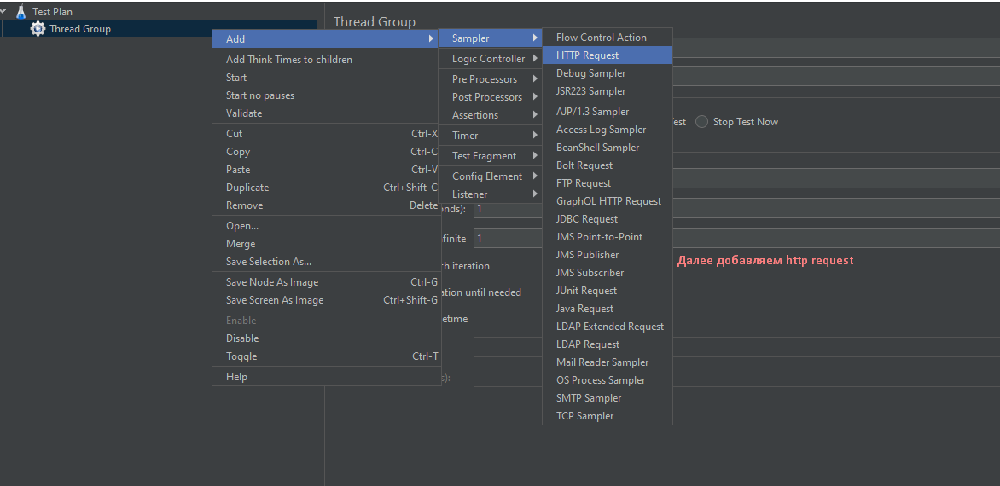 Test Plan
Thread Group
Thread Group
Add
Add Think Times to children
Start
Start no pauses
Validate
Cut Ctrl-X
Copy Ctrl-C
Paste Ctrl-V
Duplicate Ctrl+Shift-C
Remove Delete
Open...
Merge
Save Selection As...
Save Node As Image Ctrl-G
Save Screen As Image Ctrl+Shift-G
Enable
Disable
Toggle Ctrl-T
Help
Sampler
Logic Controller
Pre Processors
Post Processors
Assertions
Timer
Test Fragment
Config Element
Listener
Flow Control Action
HTTP Request
Debug Sampler
JSR223 Sampler
AJP/1.3 Sampler
Access Log Sampler
BeanShell Sampler
Bolt Request
FTP Request
GraphQL HTTP Request
JDBC Request
JMS Point-to-Point
JMS Publisher
JMS Subscriber
JUnit Request
Java Request
LDAP Extended Request
LDAP Request
Mail Reader Sampler
OS Process Sampler
SMTP Sampler
TCP Sampler
est Stop Test Now
onds): 1
nfinite 1
ch iteration
ation until needed
etime
s):
Далее добавляем http request